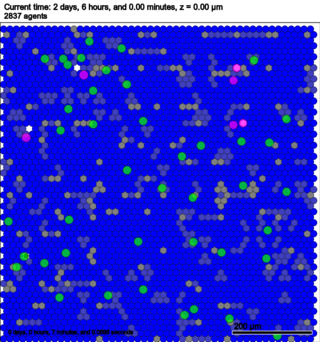 Current time: 2 days, 6 hours, and 0.00 minutes, z = 0.00 μm
2837 agents
200 μm